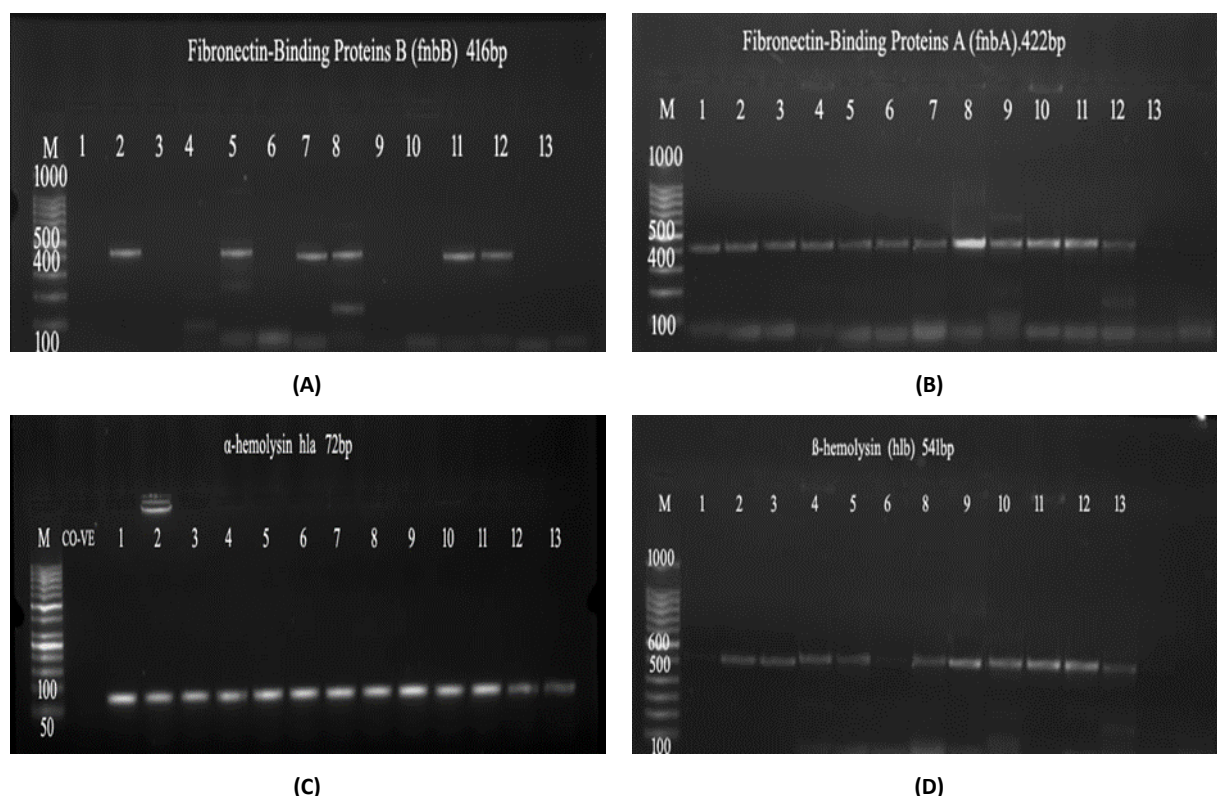 Fibronectin-Binding Proteins B (fnbB) 416bp
M 1 2 3 4 5 6 7 8 9 10 11 12 13
1000
500
400
100
(A)
Fibronectin-Binding Proteins A (fnbA).422bp
M 1 2 3 4 5 6 7 8 9 10 11 12 13
1000
500
400
100
(B)
α-hemolysin hla 72bp
M CO-VE 1 2 3 4 5 6 7 8 9 10 11 12 13
100
50
(C)
ß-hemolysin (hlb) 541bp
M 1 2 3 4 5 6 8 9 10 11 12 13
1000
600
500
100
(D)